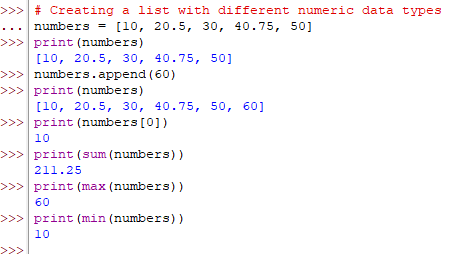 >>> # Creating a list with different numeric data types
... numbers = [10, 20.5, 30, 40.75, 50]
>>> print(numbers)
[10, 20.5, 30, 40.75, 50]
>>> numbers.append(60)
>>> print(numbers)
[10, 20.5, 30, 40.75, 50, 60]
>>> print(numbers[0])
10
>>> print(sum(numbers))
211.25
>>> print(max(numbers))
60
>>> print(min(numbers))
10
>>>